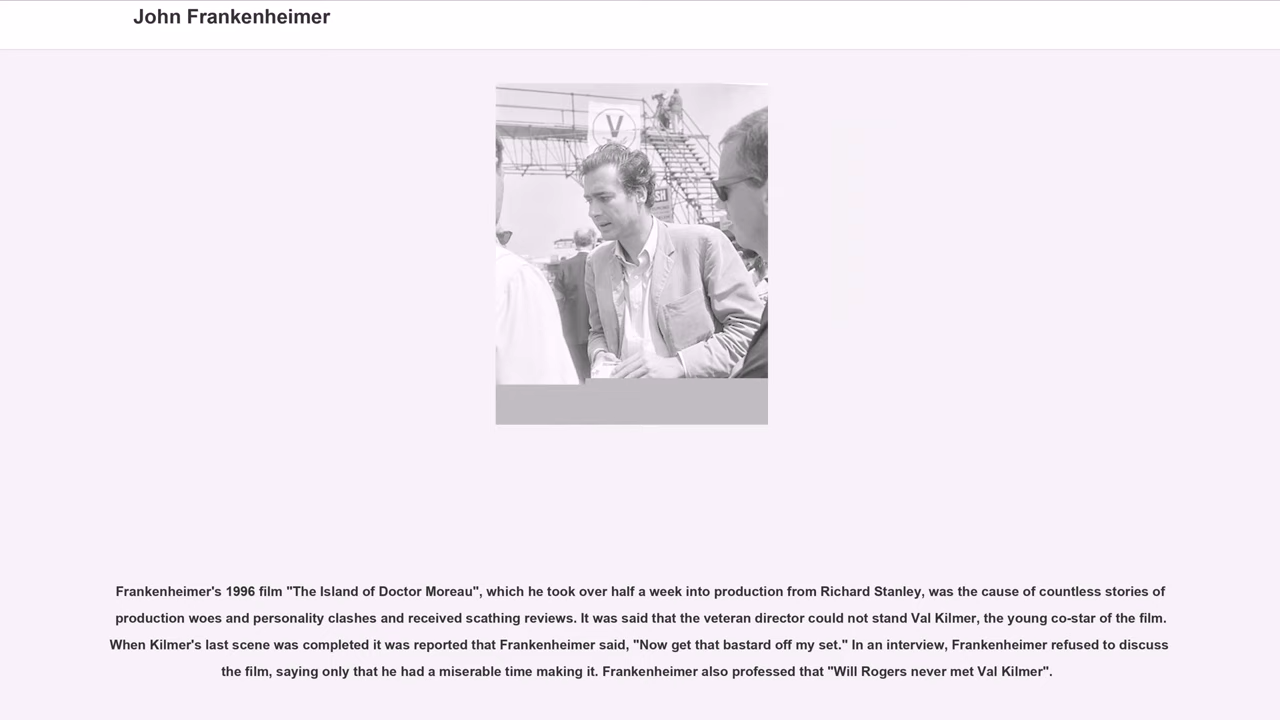 John Frankenheimer
V
SH
Frankenheimer's 1996 film "The Island of Doctor Moreau", which he took over half a week into production from Richard Stanley, was the cause of countless stories of
production woes and personality clashes and received scathing reviews. It was said that the veteran director could not stand Val Kilmer, the young co-star of the film.
When Kilmer's last scene was completed it was reported that Frankenheimer said, "Now get that bastard off my set." In an interview, Frankenheimer refused to discuss
the film, saying only that he had a miserable time making it. Frankenheimer also professed that "Will Rogers never met Val Kilmer".